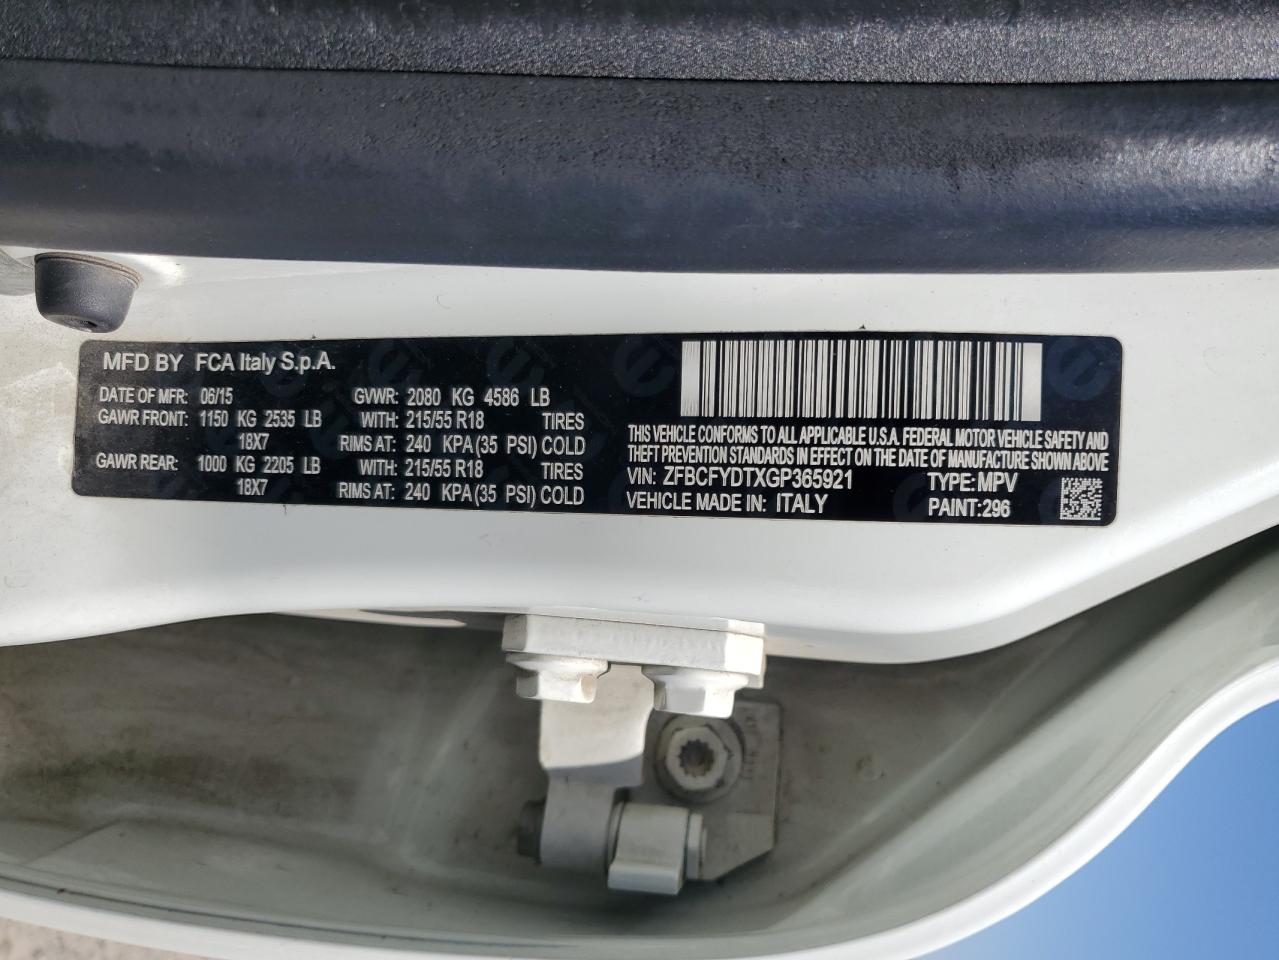 MFD BY FCA Italy S.p.A.
DATE OF MFR: 06/15 GVWR: 2080 KG 4586 LB
GAWR FRONT: 1150 KG 2535 LB WITH: 215/55 R18 TIRES
18X7 RIMS AT: 240 KPA(35 PSI) COLD
GAWR REAR: 1000 KG 2205 LB WITH: 215/55 R18 TIRES
18X7 RIMS AT: 240 KPA(35 PSI) COLD
THIS VEHICLE CONFORMS TO ALL APPLICABLE U.S.A. FEDERAL MOTOR VEHICLE SAFETY AND
THEFT PREVENTION STANDARDS IN EFFECT ON THE DATE OF MANUFACTURE SHOWN ABOVE.
VIN: ZFBCFYDTXGP365921 TYPE: MPV
VEHICLE MADE IN: ITALY PAINT:296